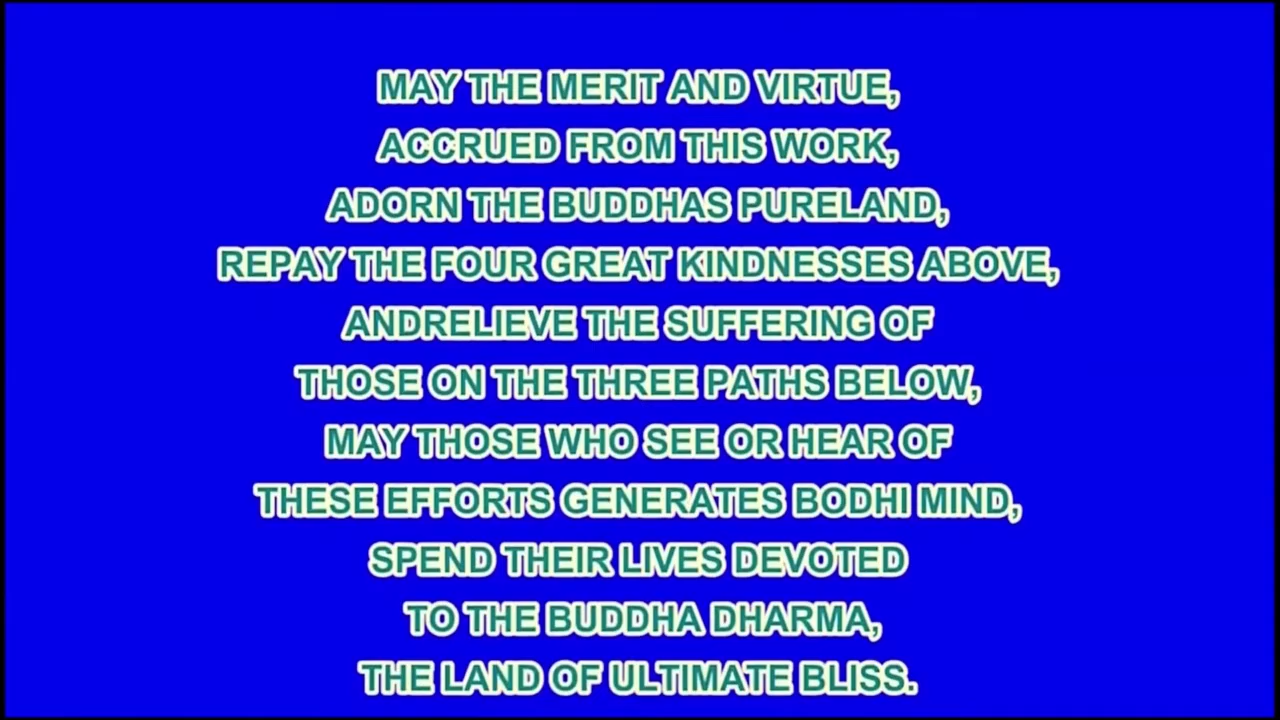 MAY THE MERIT AND VIRTUE,
ACCRUED FROM THIS WORK,
ADORN THE BUDDHAS PURELAND,
REPAY THE FOUR GREAT KINDNESSES ABOVE,
ANDRELIEVE THE SUFFERING OF
THOSE ON THE THREE PATHS BELOW,
MAY THOSE WHO SEE OR HEAR OF
THESE EFFORTS GENERATES BODHI MIND,
SPEND THEIR LIVES DEVOTED
TO THE BUDDHA DHARMA,
THE LAND OF ULTIMATE BLISS.